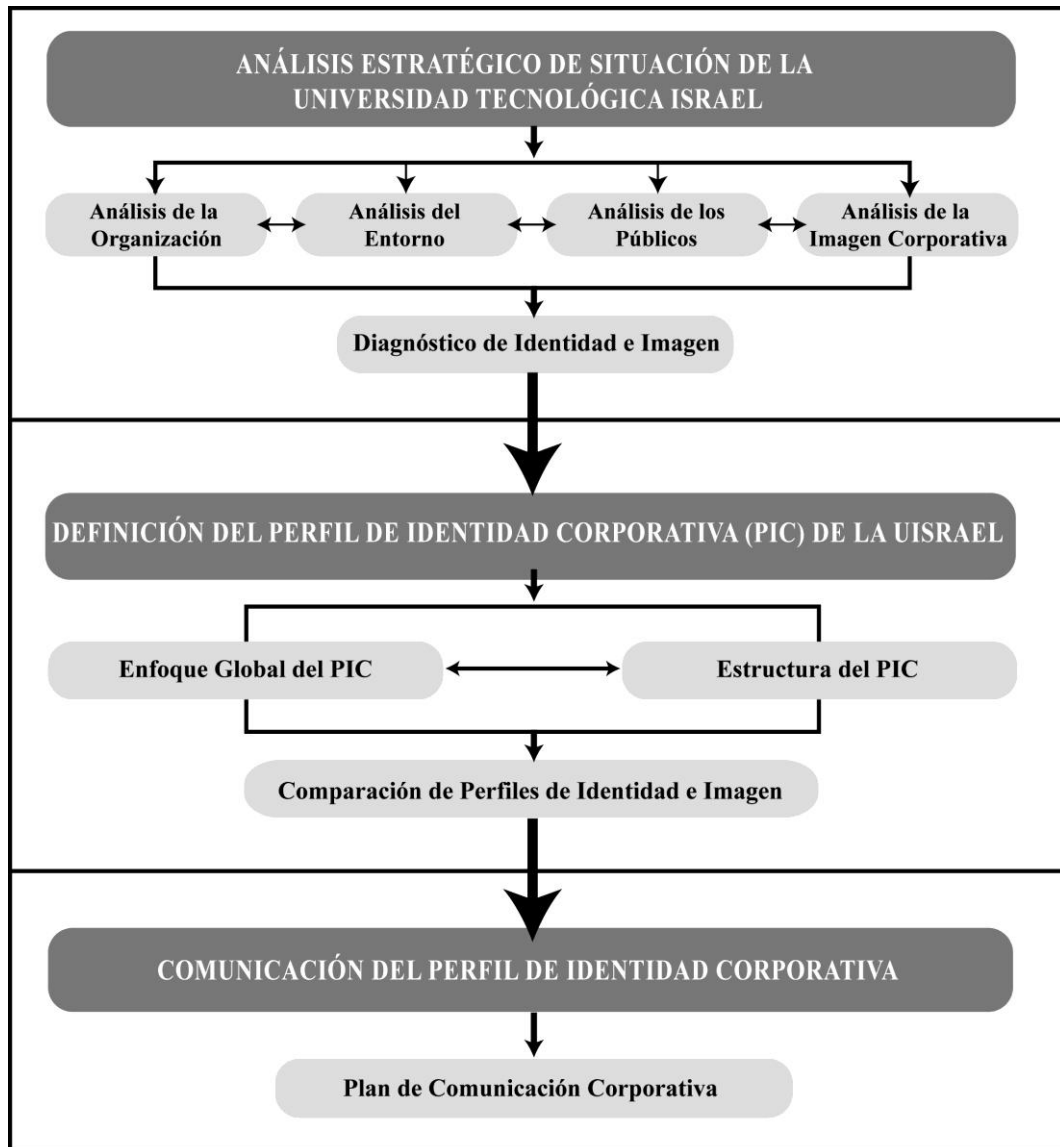 ANÁLISIS ESTRATÉGICO DE SITUACIÓN DE LA
UNIVERSIDAD TECNOLÓGICA ISRAEL
Análisis de la
Organización
Análisis del
Entorno
Análisis de los
Públicos
Análisis de la
Imagen Corporativa
Diagnóstico de Identidad e Imagen
DEFINICIÓN DEL PERFIL DE IDENTIDAD CORPORATIVA (PIC) DE LA UISRAEL
Enfoque Global del PIC
Estructura del PIC
Comparación de Perfiles de Identidad e Imagen
COMUNICACIÓN DEL PERFIL DE IDENTIDAD CORPORATIVA
Plan de Comunicación Corporativa